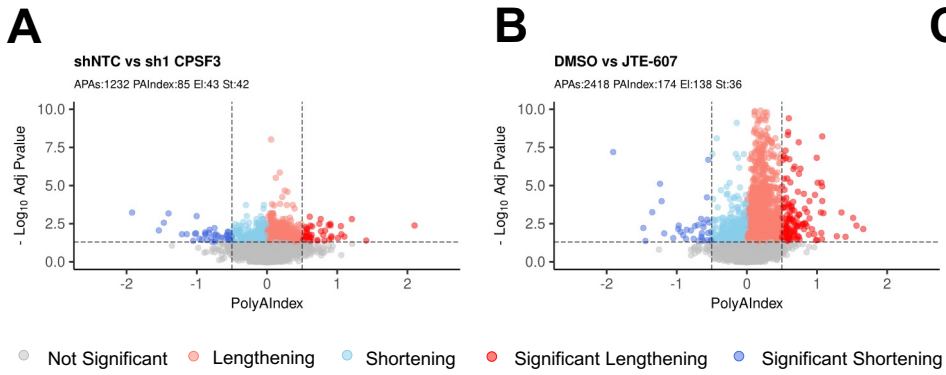 A
B
C
shNTC vs sh1 CPSF3
APAs:1232 PAIndex:85 El:43 St:42
10.0
7.5
5.0
2.5
0.0
- Log10 Adj Pvalue
-2
-1
0
1
2
PolyAIndex
DMSO vs JTE-607
APAs:2418 PAIndex:174 El:138 St:36
10.0
7.5
5.0
2.5
0.0
- Log10 Adj Pvalue
-2
-1
0
1
2
PolyAIndex
Not Significant
Lengthening
Shortening
Significant Lengthening
Significant Shortening